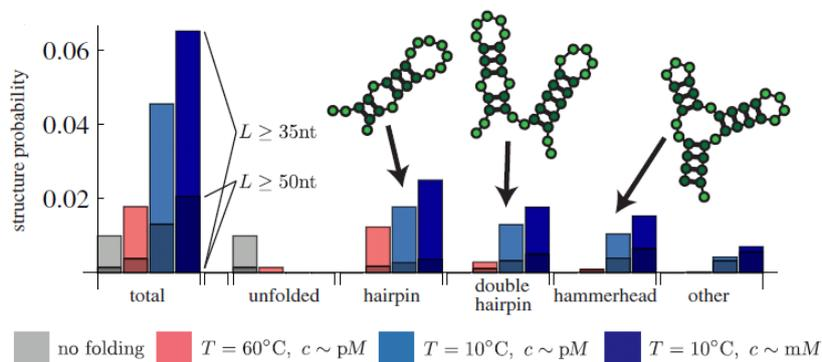 structure probability
0.06
0.04
0.02
L ≥ 35nt
L ≥ 50nt
total
unfolded
hairpin
double
hairpin
hammerhead
other
no folding
T = 60°C, c ∼ pM
T = 10°C, c ∼ pM
T = 10°C, c ∼ mM